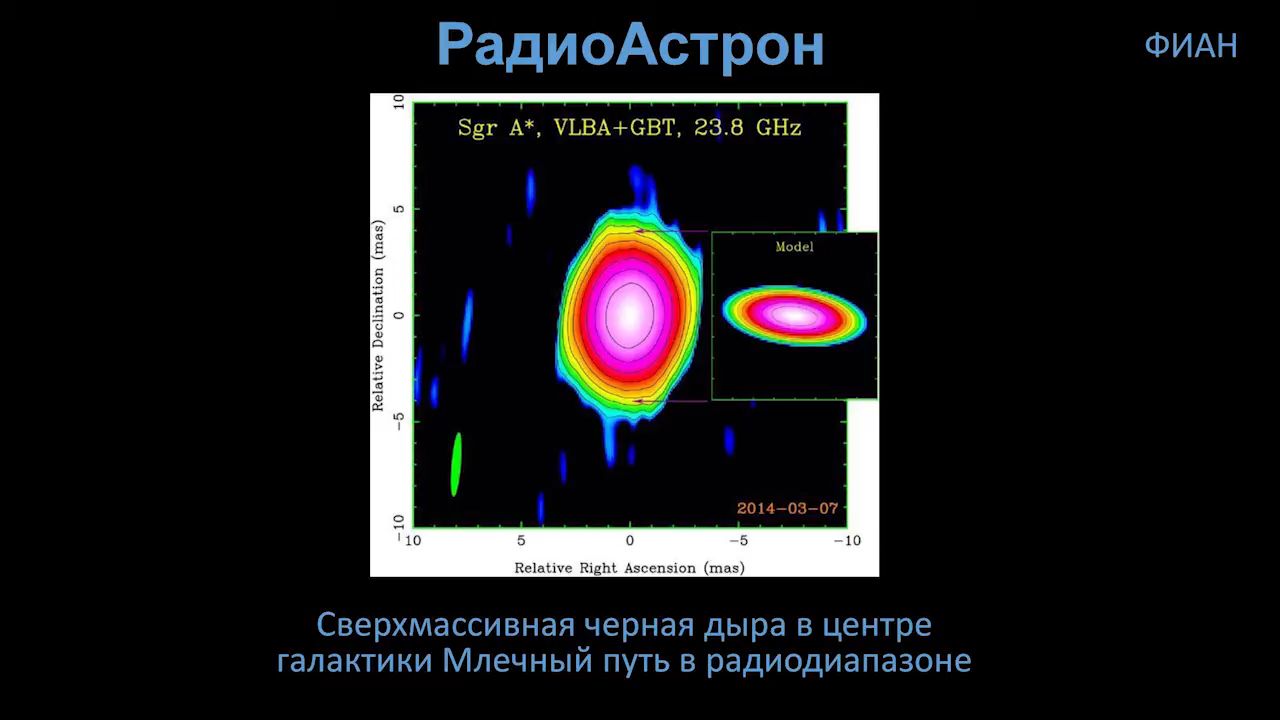 РадиоАстрон
ФИАН
Sgr A*, VLBA+GBT, 23.8 GHz
Model
2014-03-07
10
5
0
-5
-10
Relative Declination (mas)
10
5
0
-5
-10
Relative Right Ascension (mas)
Сверхмассивная черная дыра в центре
галактики Млечный путь в радиодиапазоне